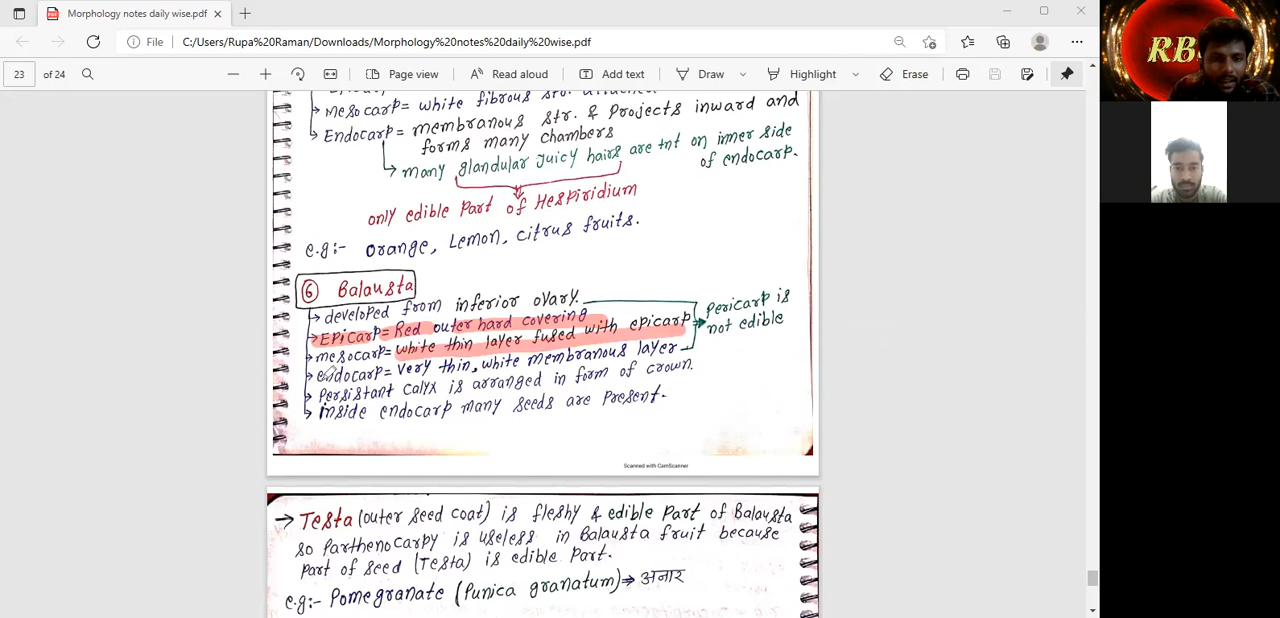 Morphology notes daily wise.pdf
File C:/Users/Rupa%20Raman/Downloads/Morphology%20notes%20daily%20wise.pdf
23 of 24 Page view Read aloud Add text Draw Highlight Erase
RB
mesocarp = white fibrous str.
Endocarp = membranous str. & Projects inward and
forms many chambers
many glandular juicy hairs are tnt on inner side
of endocarp.
only edible Part of Hespiridium
e.g:- orange, Lemon, citrus fruits.
6 Balausta
developed from inferior ovary.
Epicarp = Red outer hard covering
mesocarp = white thin layer fused with epicarp
endocarp = very thin, white membranous layer
Pericarp is
not edible
Persistant calyx is arranged in form of crown.
inside endocarp many seeds are Present.
Scanned with CamScanner
→ Testa (outer seed coat) is fleshy & edible Part of Balausta
so Parthenocarpy is useless in Balausta fruit because
Part of seed (Testa) is edible Part.
e.g:- Pomegranate (Punica granatum) ⇒ अनार